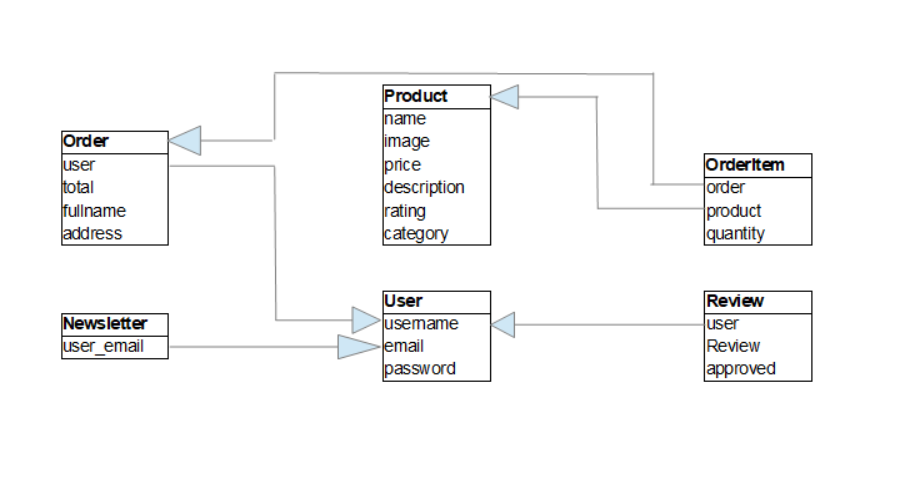 Product
name
image
price
description
rating
category
Order
user
total
fullname
address
OrderItem
order
product
quantity
Newsletter
user_email
User
username
email
password
Review
user
Review
approved